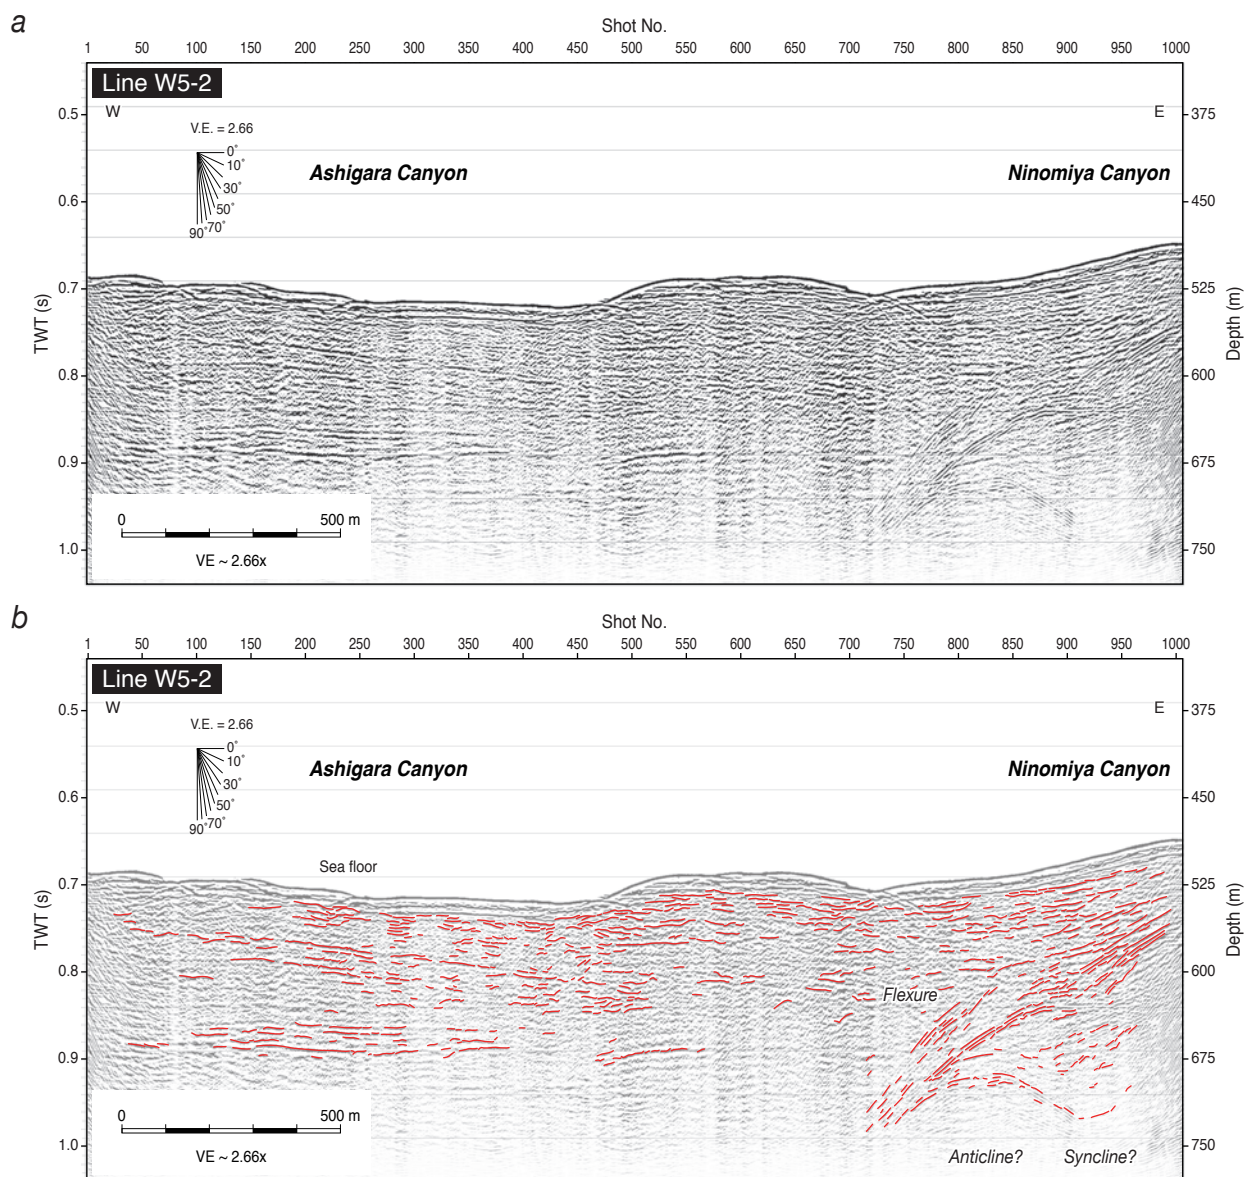 a
Shot No.
1 50 100 150 200 250 300 350 400 450 500 550 600 650 700 750 800 850 900 950 1000
Line W5-2
W E
V.E. = 2.66
0°
10°
30°
50°
70°
90°
Ashigara Canyon Ninomiya Canyon
TWT (s)
0.5
0.6
0.7
0.8
0.9
1.0
Depth (m)
375
450
525
600
675
750
0 500 m
VE ~ 2.66x
b
Shot No.
1 50 100 150 200 250 300 350 400 450 500 550 600 650 700 750 800 850 900 950 1000
Line W5-2
W E
V.E. = 2.66
0°
10°
30°
50°
70°
90°
Ashigara Canyon Ninomiya Canyon
Sea floor
TWT (s)
0.5
0.6
0.7
0.8
0.9
1.0
Depth (m)
375
450
525
600
675
750
Flexure
0 500 m
VE ~ 2.66x
Anticline? Syncline?